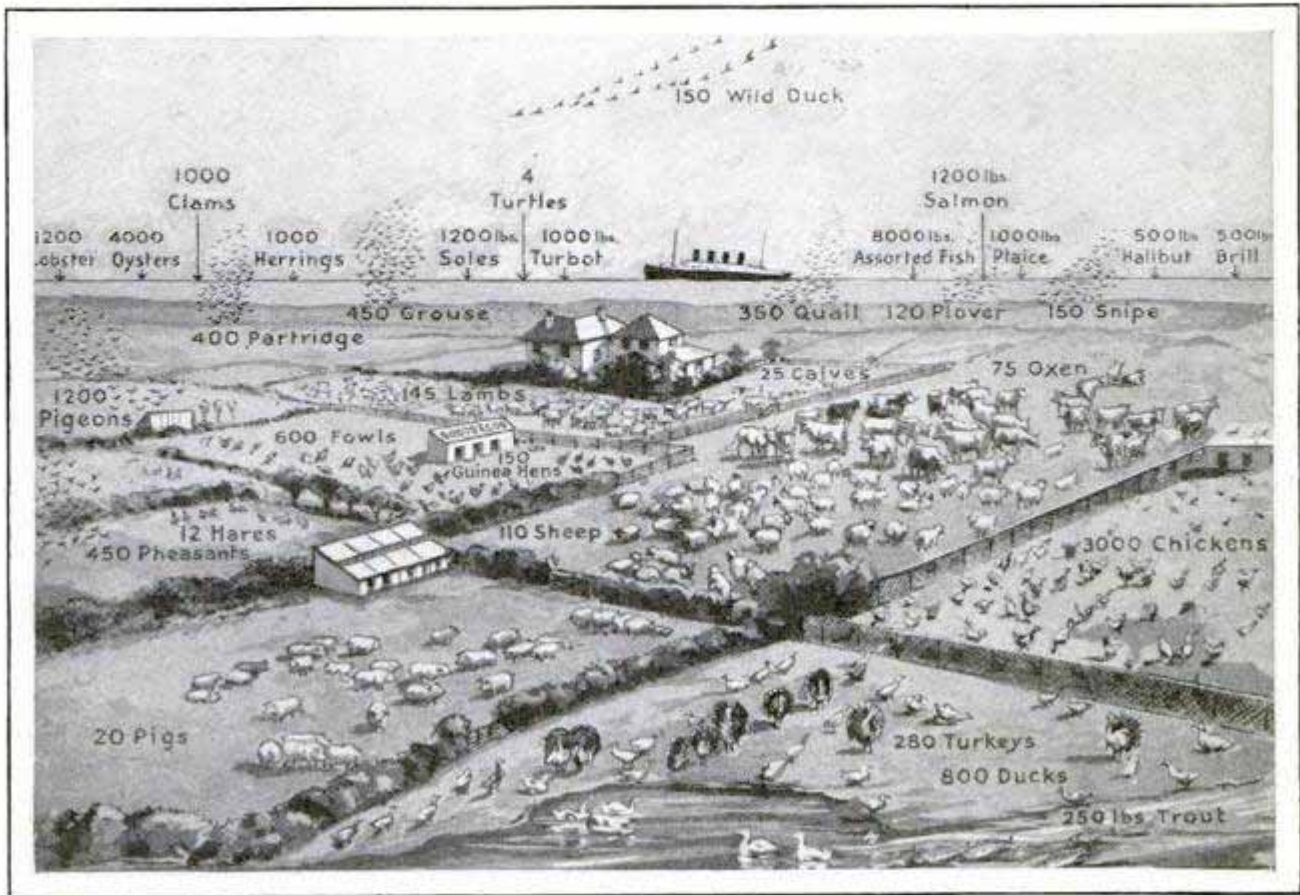 150 Wild Duck
1000
Clams
4
Turtles
1200 lbs.
Salmon
1200
Lobster
4000
Oysters
1000
Herrings
1200 lbs.
Soles
1000 lbs.
Turbot
8000 lbs.
Assorted Fish
1000 lbs
Plaice
500 lbs
Halibut
500 lbs
Brill
400 Partridge
450 Grouse
350 Quail
120 Plover
150 Snipe
1200
Pigeons
145 Lambs
25 Calves
75 Oxen
600 Fowls
150
Guinea Hens
12 Hares
450 Pheasants
110 Sheep
3000 Chickens
20 Pigs
280 Turkeys
800 Ducks
250 lbs Trout